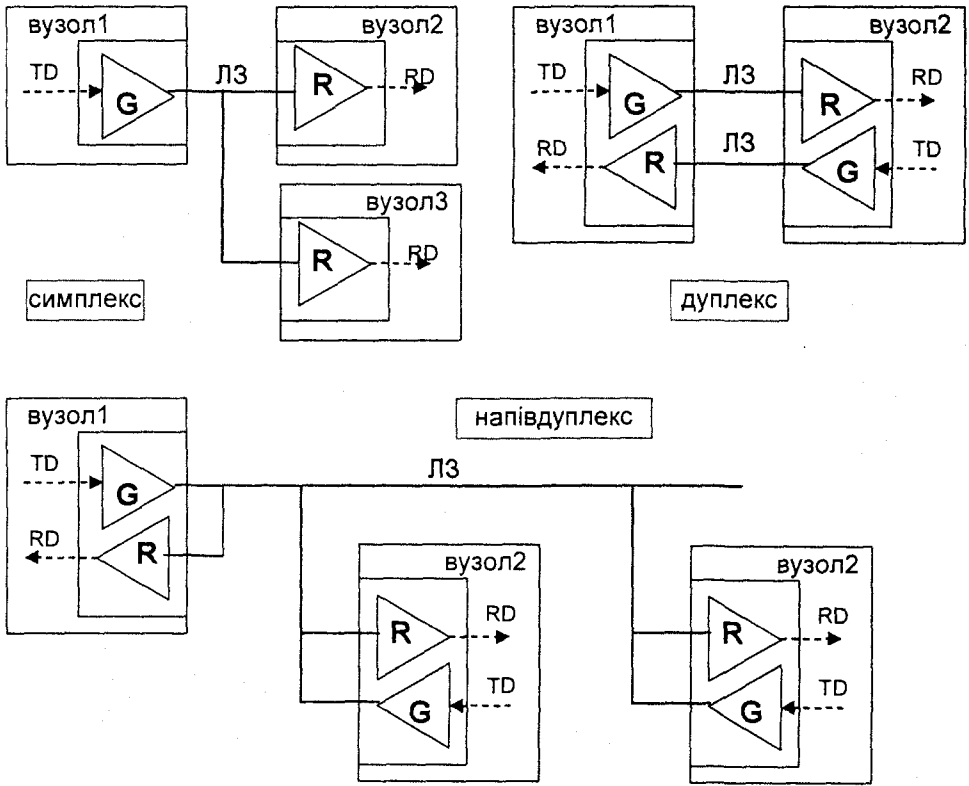 вузол1
TD
G
ЛЗ
вузол2
R
RD
вузол3
R
RD
симплекс
вузол1
TD
G
ЛЗ
RD
R
ЛЗ
вузол2
R
RD
G
TD
дуплекс
напівдуплекс
вузол1
TD
G
RD
R
ЛЗ
вузол2
R
RD
G
TD
вузол2
R
RD
G
TD